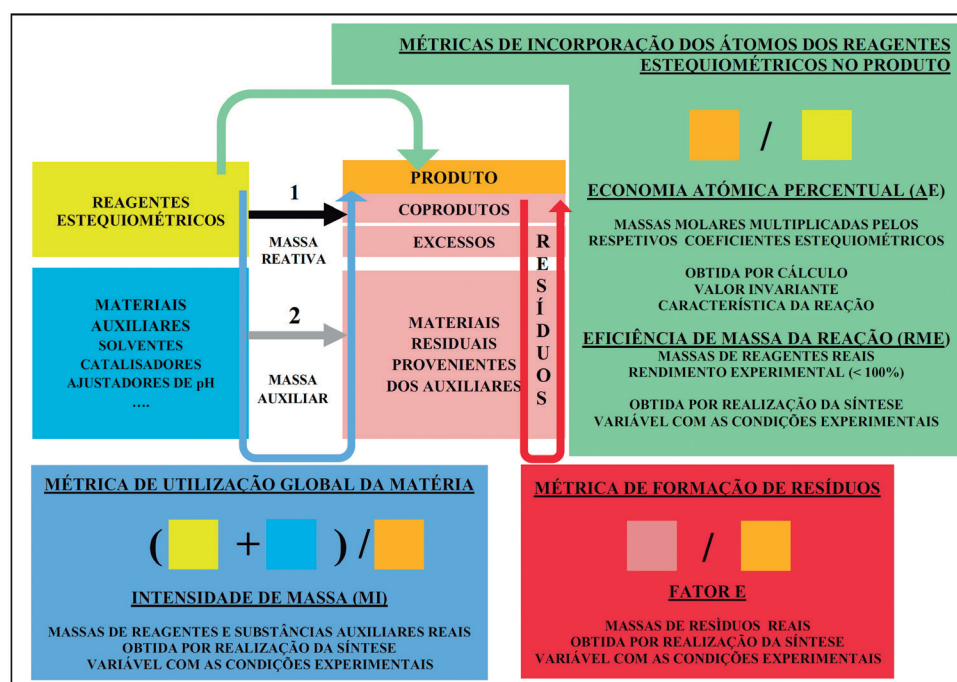 MÉTRICAS DE INCORPORAÇÃO DOS ÁTOMOS DOS REAGENTES
ESTEQUIOMÉTRICOS NO PRODUTO
/
ECONOMIA ATÓMICA PERCENTUAL (AE)
MASSAS MOLARES MULTIPLICADAS PELOS
RESPETIVOS COEFICIENTES ESTEQUIOMÉTRICOS
OBTIDA POR CÁLCULO
VALOR INVARIANTE
CARACTERÍSTICA DA REAÇÃO
EFICIÊNCIA DE MASSA DA REAÇÃO (RME)
MASSAS DE REAGENTES REAIS
RENDIMENTO EXPERIMENTAL (< 100%)
OBTIDA POR REALIZAÇÃO DA SÍNTESE
VARIÁVEL COM AS CONDIÇÕES EXPERIMENTAIS
REAGENTES
ESTEQUIOMÉTRICOS
1
MASSA
REATIVA
PRODUTO
COPRODUTOS
EXCESSOS
MATERIAIS
AUXILIARES
SOLVENTES
CATALISADORES
AJUSTADORES DE pH
....
2
MASSA
AUXILIAR
MATERIAIS
RESIDUAIS
PROVENIENTES
DOS AUXILIARES
RESÍDUOS
MÉTRICA DE UTILIZAÇÃO GLOBAL DA MATÉRIA
( + ) /
INTENSIDADE DE MASSA (MI)
MASSAS DE REAGENTES E SUBSTÂNCIAS AUXILIARES REAIS
OBTIDA POR REALIZAÇÃO DA SÍNTESE
VARIÁVEL COM AS CONDIÇÕES EXPERIMENTAIS
MÉTRICA DE FORMAÇÃO DE RESÍDUOS
/
FATOR E
MASSAS DE RESÌDUOS REAIS
OBTIDA POR REALIZAÇÃO DA SÍNTESE
VARIÁVEL COM AS CONDIÇÕES EXPERIMENTAIS